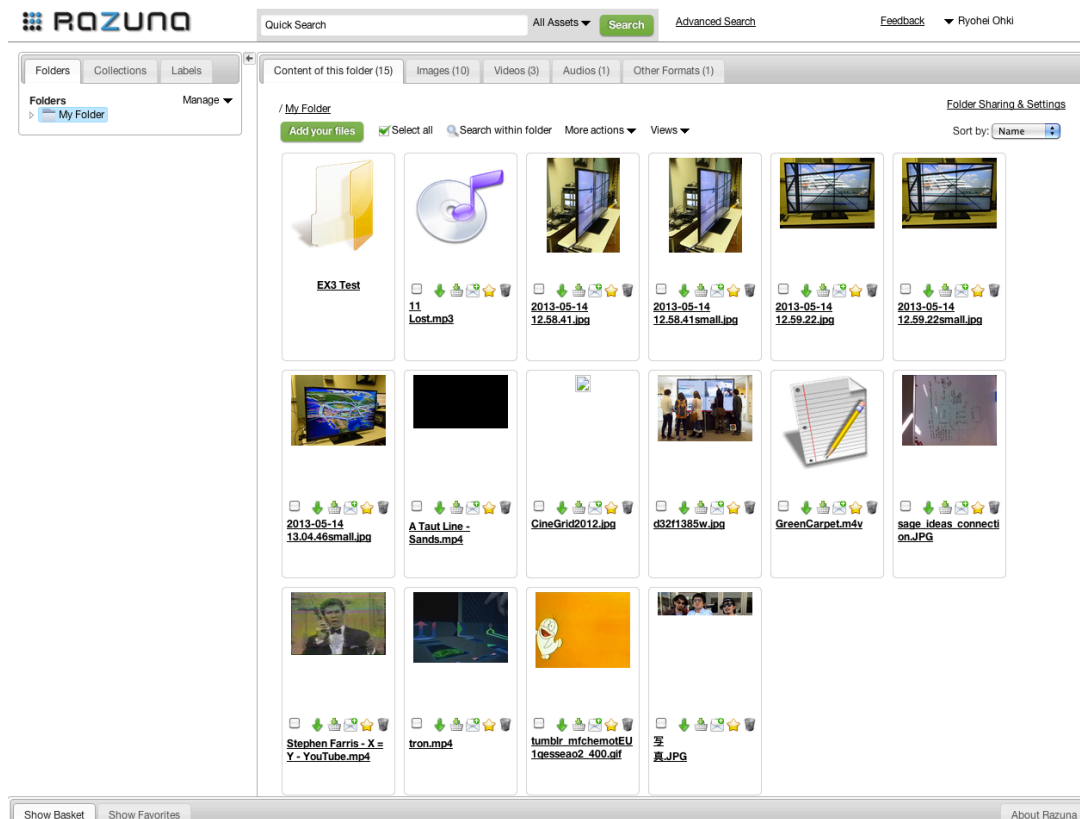 RAZUNA
Quick Search
All Assets
Search
Advanced Search
Feedback
Ryohei Ohki
Folders
Collections
Labels
Folders
Manage
My Folder
Content of this folder (15)
Images (10)
Videos (3)
Audios (1)
Other Formats (1)
/ My Folder
Folder Sharing & Settings
Add your files
Select all
Search within folder
More actions
Views
Sort by:
Name
EX3 Test
11
Lost.mp3
2013-05-14
12.58.41.jpg
2013-05-14
12.58.41small.jpg
2013-05-14
12.59.22.jpg
2013-05-14
12.59.22small.jpg
2013-05-14
13.04.46small.jpg
A Taut Line -
Sands.mp4
CineGrid2012.jpg
d32f1385w.jpg
GreenCarpet.m4v
sage_ideas_connecti
on.JPG
Stephen Farris - X =
Y - YouTube.mp4
tron.mp4
tumblr_mfchemotEU
1qesseao2_400.gif
写
真.JPG
Show Basket
Show Favorites
About Razuna